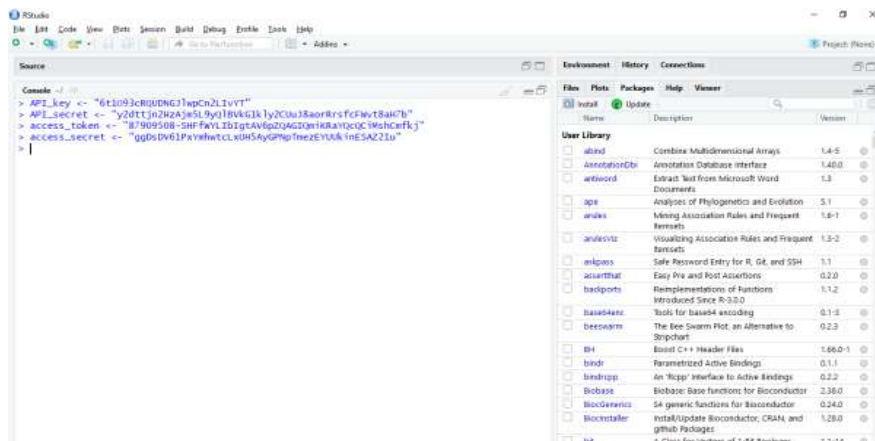 RStudio
File Edit Code View Plots Session Build Debug Profile Tools Help
Go to file/function
Addins
Project: (None)
Source
Console
> API_key <-
> API_secret <-
> access_token <-
> access_secret <-
>
Environment History Connections
Files Plots Packages Help Viewer
Install Update
Name Description Version
User Library
abind Combine Multidimensional Arrays 1.4-5
AnnotationDbi Annotation Database Interface 1.40.0
antiword Extract Text from Microsoft Word 1.3
Documents
ape Analyses of Phylogenetics and Evolution 5.1
arules Mining Association Rules and Frequent 1.6-1
Itemsets
arulesViz Visualizing Association Rules and Frequent 1.3-2
Itemsets
askpass Safe Password Entry for R, Git, and SSH 1.1
assertthat Easy Pre and Post Assertions 0.2.0
backports Reimplementations of Functions 1.1.2
Introduced Since R-3.0.0
base64enc Tools for base64 encoding 0.1-3
beeswarm The Bee Swarm Plot, an Alternative to 0.2.3
Stripchart
BH Boost C++ Header Files 1.66.0-1
bindr Parametrized Active Bindings 0.1.1
bindrcpp An 'Rcpp' Interface to Active Bindings 0.2.2
Biobase Biobase: Base functions for Bioconductor 2.38.0
BiocGenerics S4 generic functions for Bioconductor 0.24.0
BiocInstaller Install/Update Bioconductor, CRAN, and 1.28.0
github Packages